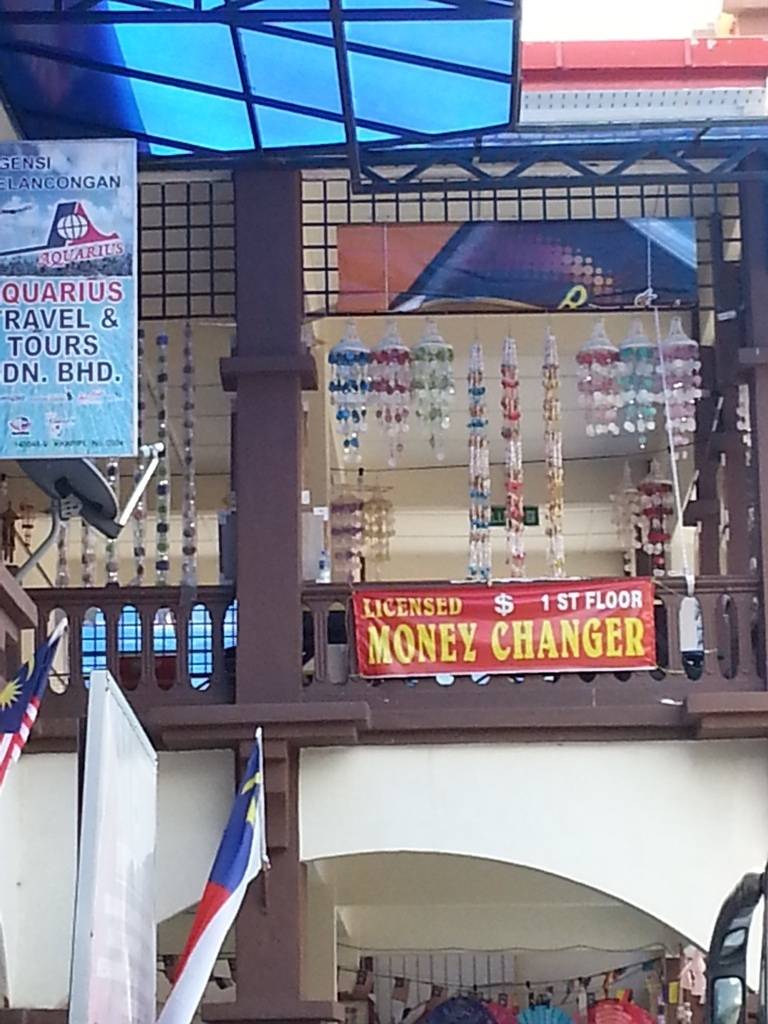 GENSI
ELANCONGAN
AQUARIUS
QUARIUS
RAVEL &
TOURS
DN. BHD.
LICENSED $ 1 ST FLOOR
MONEY CHANGER